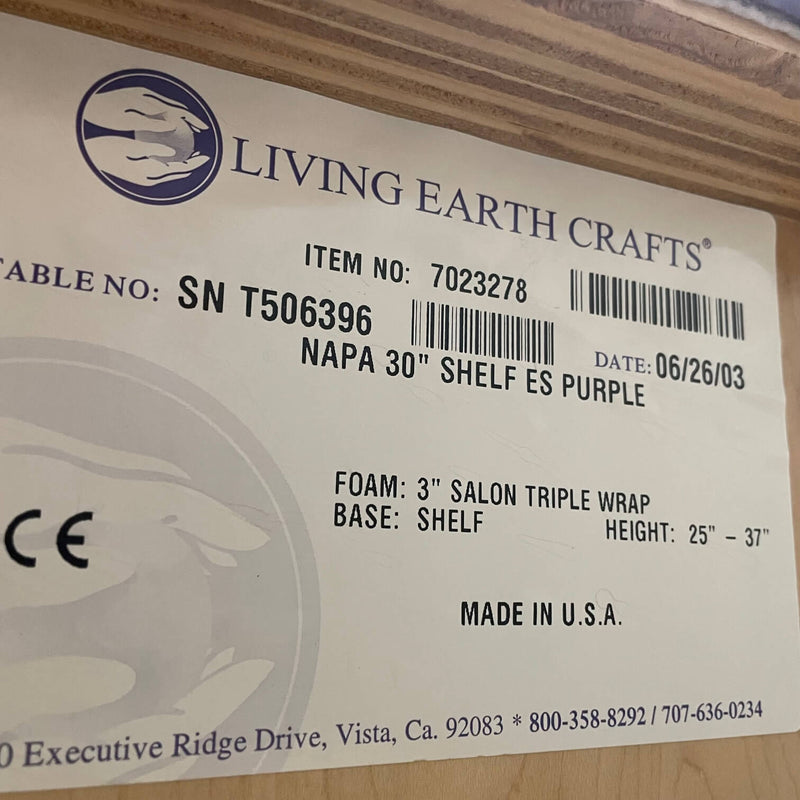 LIVING EARTH CRAFTS®
ITEM NO: 7023278
TABLE NO: SN T506396
DATE: 06/26/03
NAPA 30" SHELF ES PURPLE
FOAM: 3" SALON TRIPLE WRAP
BASE: SHELF HEIGHT: 25" – 37"
CE
MADE IN U.S.A.
Executive Ridge Drive, Vista, Ca. 92083 * 800-358-8292 / 707-636-0234